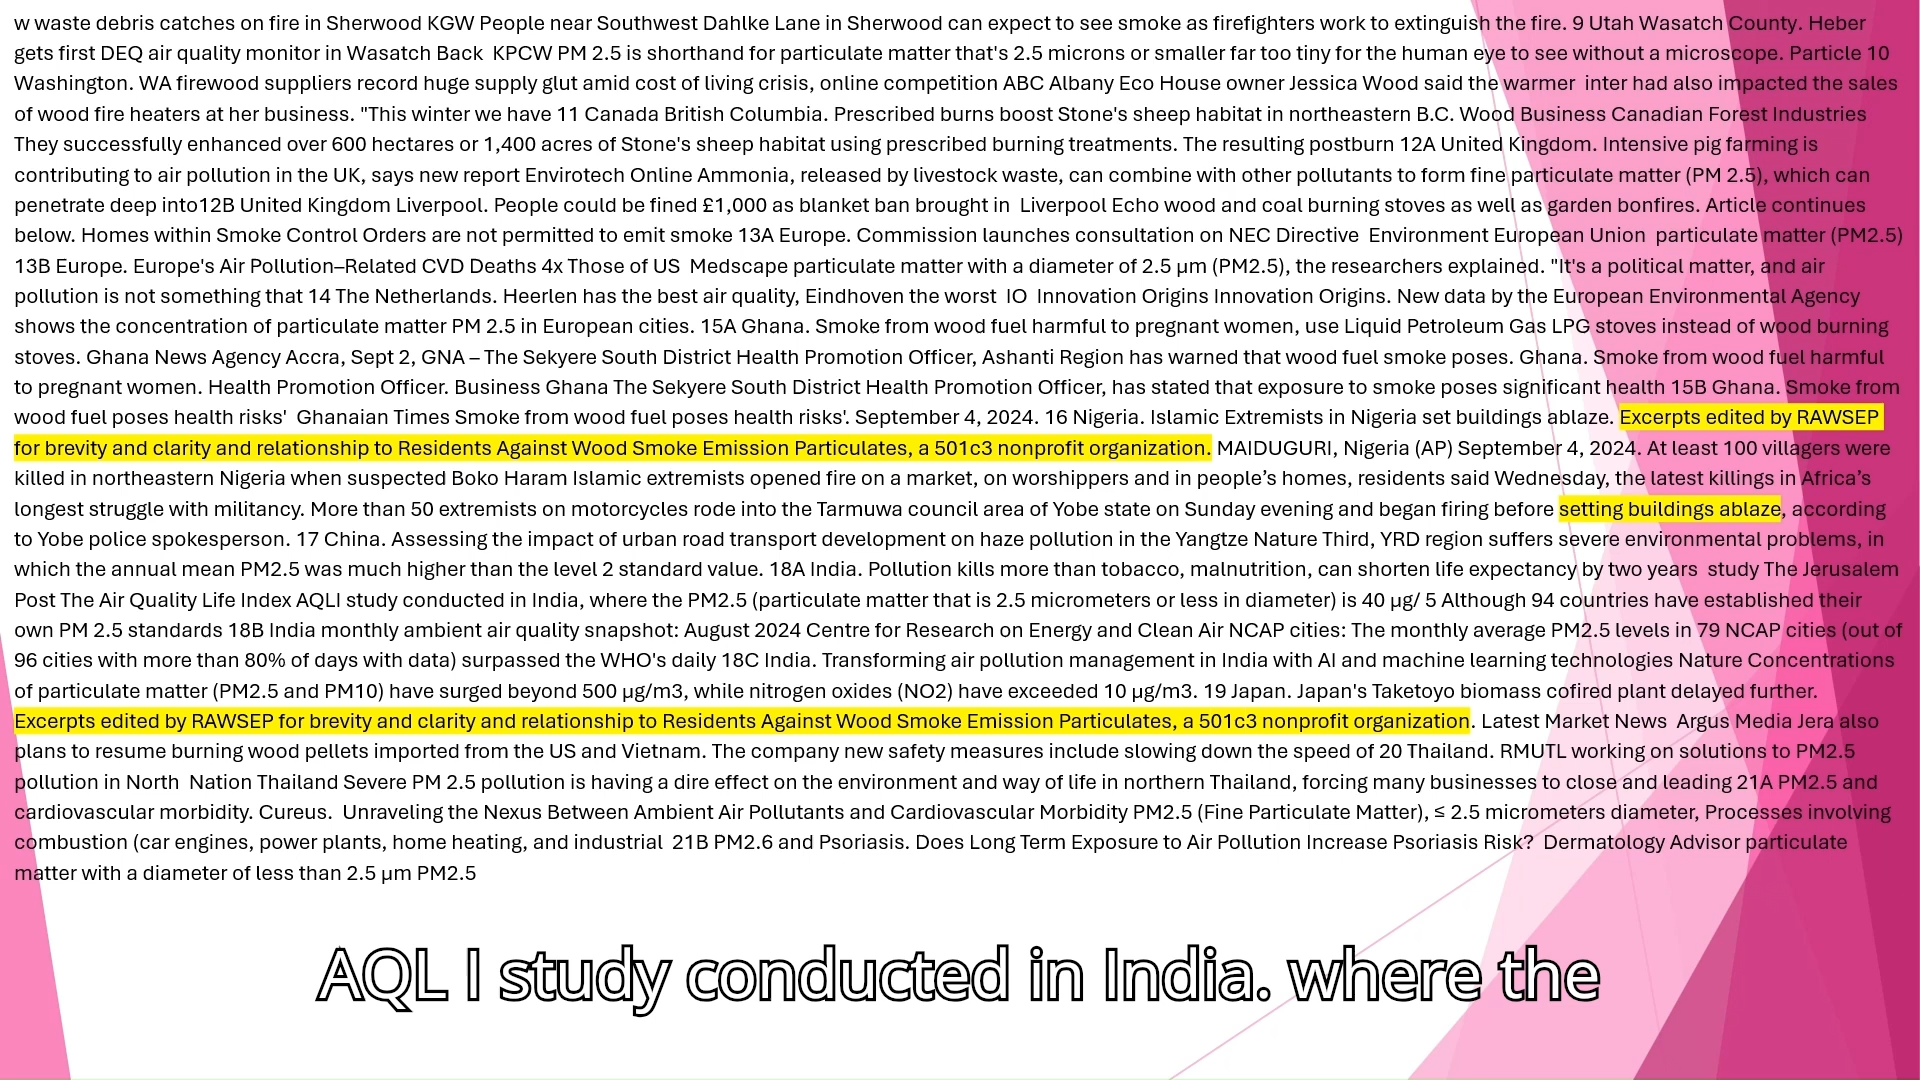 w waste debris catches on fire in Sherwood KGW People near Southwest Dahlke Lane in Sherwood can expect to see smoke as firefighters work to extinguish the fire. 9 Utah Wasatch County. Heber
gets first DEQ air quality monitor in Wasatch Back  KPCW PM 2.5 is shorthand for particulate matter that's 2.5 microns or smaller far too tiny for the human eye to see without a microscope. Particle 10
Washington. WA firewood suppliers record huge supply glut amid cost of living crisis, online competition ABC Albany Eco House owner Jessica Wood said the warmer  inter had also impacted the sales
of wood fire heaters at her business. "This winter we have 11 Canada British Columbia. Prescribed burns boost Stone's sheep habitat in northeastern B.C. Wood Business Canadian Forest Industries
They successfully enhanced over 600 hectares or 1,400 acres of Stone's sheep habitat using prescribed burning treatments. The resulting postburn 12A United Kingdom. Intensive pig farming is
contributing to air pollution in the UK, says new report Envirotech Online Ammonia, released by livestock waste, can combine with other pollutants to form fine particulate matter (PM 2.5), which can
penetrate deep into12B United Kingdom Liverpool. People could be fined £1,000 as blanket ban brought in  Liverpool Echo wood and coal burning stoves as well as garden bonfires. Article continues
below. Homes within Smoke Control Orders are not permitted to emit smoke 13A Europe. Commission launches consultation on NEC Directive  Environment European Union  particulate matter (PM2.5)
13B Europe. Europe's Air Pollution–Related CVD Deaths 4x Those of US  Medscape particulate matter with a diameter of 2.5 µm (PM2.5), the researchers explained. "It's a political matter, and air
pollution is not something that 14 The Netherlands. Heerlen has the best air quality, Eindhoven the worst  IO  Innovation Origins Innovation Origins. New data by the European Environmental Agency
shows the concentration of particulate matter PM 2.5 in European cities. 15A Ghana. Smoke from wood fuel harmful to pregnant women, use Liquid Petroleum Gas LPG stoves instead of wood burning
stoves. Ghana News Agency Accra, Sept 2, GNA – The Sekyere South District Health Promotion Officer, Ashanti Region has warned that wood fuel smoke poses. Ghana. Smoke from wood fuel harmful
to pregnant women. Health Promotion Officer. Business Ghana The Sekyere South District Health Promotion Officer, has stated that exposure to smoke poses significant health 15B Ghana. Smoke from
wood fuel poses health risks'  Ghanaian Times Smoke from wood fuel poses health risks'. September 4, 2024. 16 Nigeria. Islamic Extremists in Nigeria set buildings ablaze. Excerpts edited by RAWSEP
for brevity and clarity and relationship to Residents Against Wood Smoke Emission Particulates, a 501c3 nonprofit organization. MAIDUGURI, Nigeria (AP) September 4, 2024. At least 100 villagers were
killed in northeastern Nigeria when suspected Boko Haram Islamic extremists opened fire on a market, on worshippers and in people’s homes, residents said Wednesday, the latest killings in Africa’s
longest struggle with militancy. More than 50 extremists on motorcycles rode into the Tarmuwa council area of Yobe state on Sunday evening and began firing before setting buildings ablaze, according
to Yobe police spokesperson. 17 China. Assessing the impact of urban road transport development on haze pollution in the Yangtze Nature Third, YRD region suffers severe environmental problems, in
which the annual mean PM2.5 was much higher than the level 2 standard value. 18A India. Pollution kills more than tobacco, malnutrition, can shorten life expectancy by two years  study The Jerusalem
Post The Air Quality Life Index AQLI study conducted in India, where the PM2.5 (particulate matter that is 2.5 micrometers or less in diameter) is 40 µg/ 5 Although 94 countries have established their
own PM 2.5 standards 18B India monthly ambient air quality snapshot: August 2024 Centre for Research on Energy and Clean Air NCAP cities: The monthly average PM2.5 levels in 79 NCAP cities (out of
96 cities with more than 80% of days with data) surpassed the WHO's daily 18C India. Transforming air pollution management in India with AI and machine learning technologies Nature Concentrations
of particulate matter (PM2.5 and PM10) have surged beyond 500 µg/m3, while nitrogen oxides (NO2) have exceeded 10 µg/m3. 19 Japan. Japan's Taketoyo biomass cofired plant delayed further.
Excerpts edited by RAWSEP for brevity and clarity and relationship to Residents Against Wood Smoke Emission Particulates, a 501c3 nonprofit organization. Latest Market News  Argus Media Jera also
plans to resume burning wood pellets imported from the US and Vietnam. The company new safety measures include slowing down the speed of 20 Thailand. RMUTL working on solutions to PM2.5
pollution in North  Nation Thailand Severe PM 2.5 pollution is having a dire effect on the environment and way of life in northern Thailand, forcing many businesses to close and leading 21A PM2.5 and
cardiovascular morbidity. Cureus.  Unraveling the Nexus Between Ambient Air Pollutants and Cardiovascular Morbidity PM2.5 (Fine Particulate Matter), ≤ 2.5 micrometers diameter, Processes involving
combustion (car engines, power plants, home heating, and industrial  21B PM2.6 and Psoriasis. Does Long Term Exposure to Air Pollution Increase Psoriasis Risk?  Dermatology Advisor particulate
matter with a diameter of less than 2.5 µm PM2.5
AQL I study conducted in India. where the